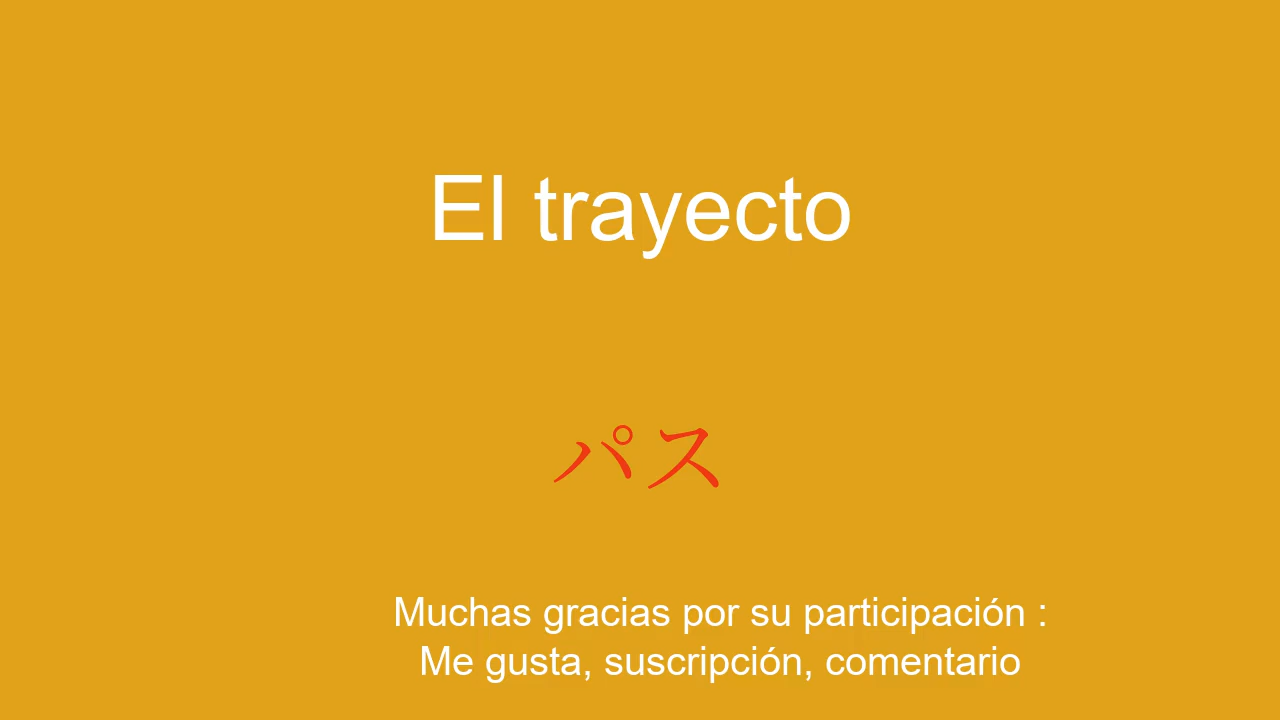 El trayecto
パス
Muchas gracias por su participación :
Me gusta, suscripción, comentario